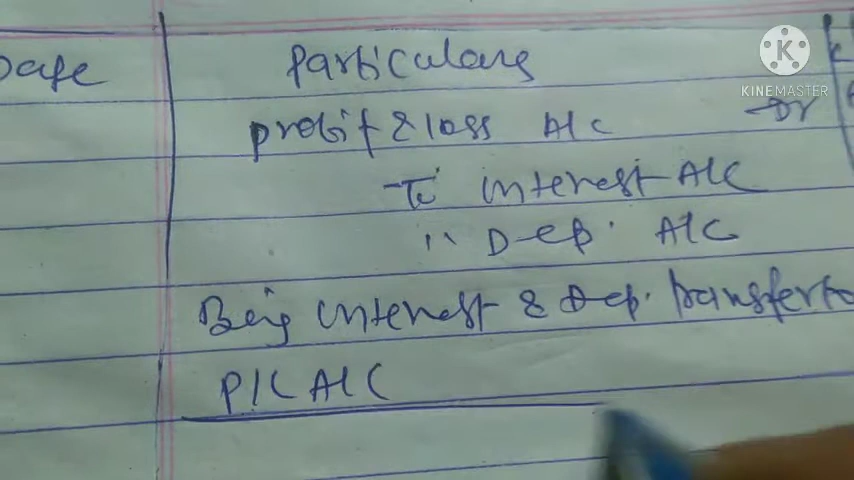 Date Particulars
Profit & loss A/c Dr
To interest A/C
" Dep. A/C
Being interest & Dep. transfer to
P/L A/C
K
KINEMASTER